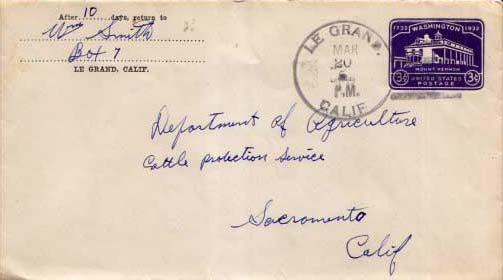 After 10 days, return to
Wm Smith
Box 7
LE GRAND, CALIF.
LE GRAND.
MAR
20
P.M.
CALIF.
1732 WASHINGTON 1932
MOUNT VERNON
3¢ UNITED STATES 3¢
POSTAGE
Department of Agriculture
Cattle protection Service
Sacramento
Calif